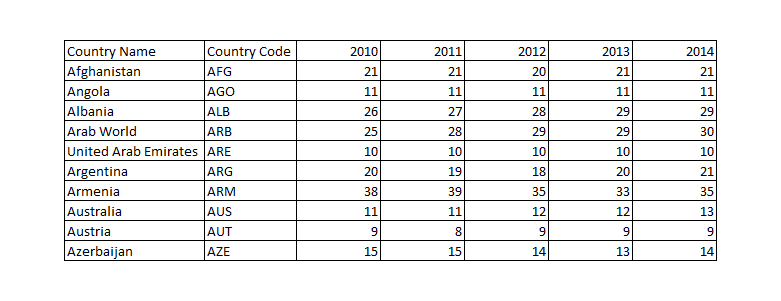 Country Name Country Code 2010 2011 2012 2013 2014
Afghanistan AFG 21 21 20 21 21
Angola AGO 11 11 11 11 11
Albania ALB 26 27 28 29 29
Arab World ARB 25 28 29 29 30
United Arab Emirates ARE 10 10 10 10 10
Argentina ARG 20 19 18 20 21
Armenia ARM 38 39 35 33 35
Australia AUS 11 11 12 12 13
Austria AUT 9 8 9 9 9
Azerbaijan AZE 15 15 14 13 14